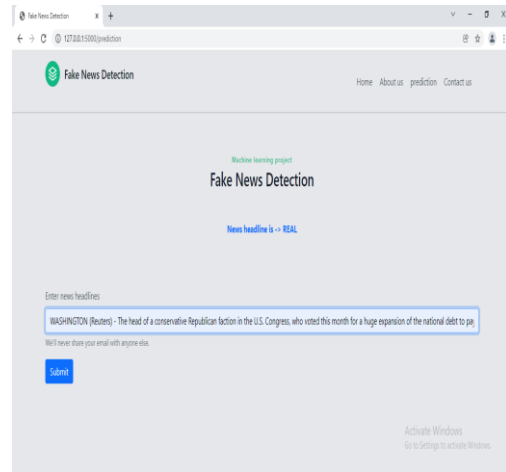 Fake News Detection x +
127.0.0.1:5000/prediction
Fake News Detection
Home About us prediction Contact us
Machine learning project
Fake News Detection
News headline is -> REAL
Enter news headlines
WASHINGTON (Reuters) - The head of a conservative Republican faction in the U.S. Congress, who voted this month for a huge expansion of the national debt to pay
We'll never share your email with anyone else.
Submit
Activate Windows
Go to Settings to activate Windows.